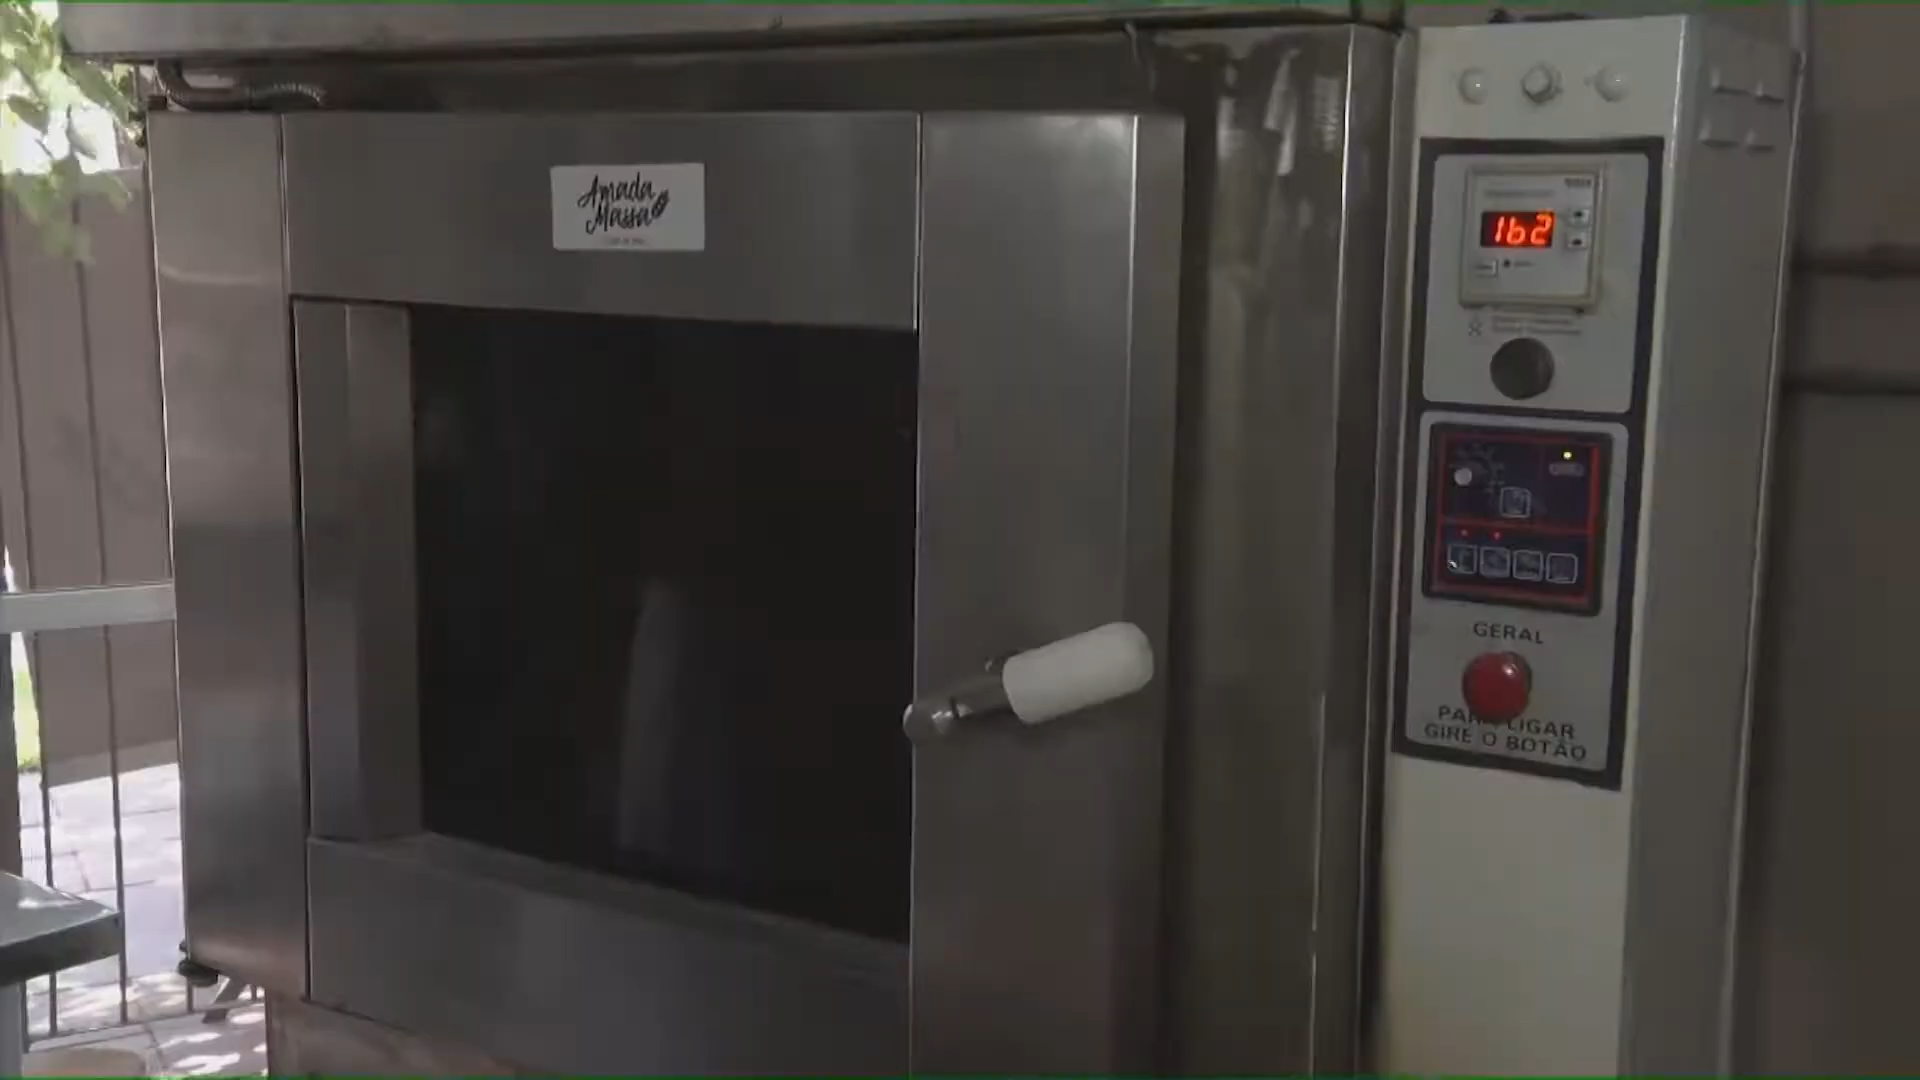 Amada
Massa
162
GERAL
PARA LIGAR
GIRE O BOTÃO